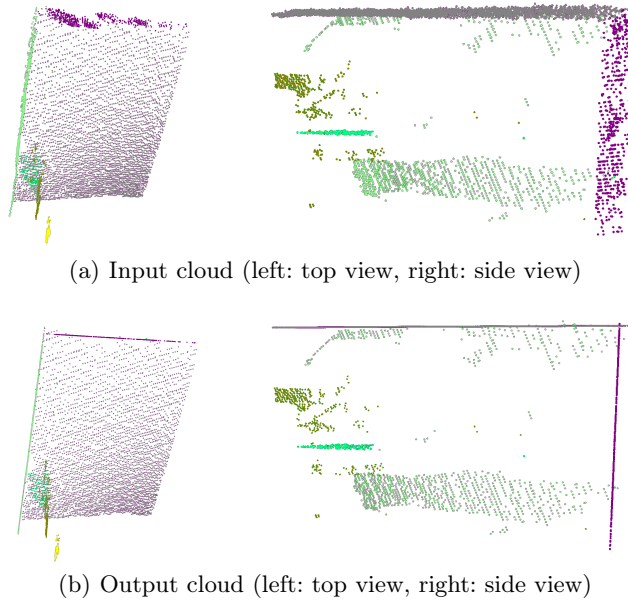 (a) Input cloud (left: top view, right: side view)
(b) Output cloud (left: top view, right: side view)